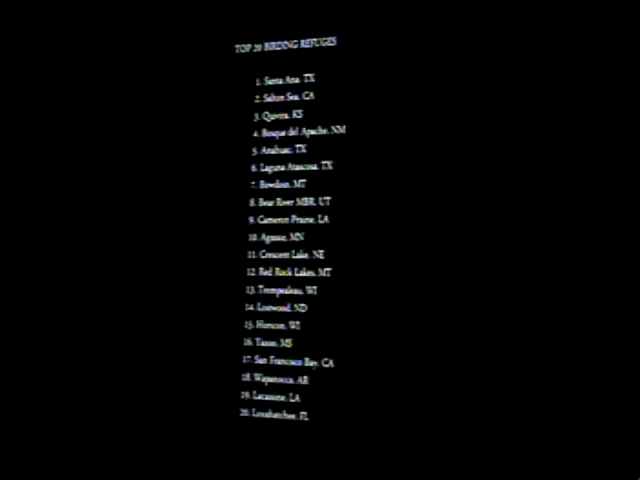 TOP 20 BIRDING REFUGES
1. Santa Ana, TX
2. Salton Sea, CA
3. Quivira, KS
4. Bosque del Apache, NM
5. Anahuac, TX
6. Laguna Atascosa, TX
7. Bowdoin, MT
8. Bear River MBR, UT
9. Cameron Prairie, LA
10. Agassiz, MN
11. Crescent Lake, NE
12. Red Rock Lakes, MT
13. Trempealeau, WI
14. Lostwood, ND
15. Horicon, WI
16. Yazoo, MS
17. San Francisco Bay, CA
18. Wapanocca, AR
19. Lacassine, LA
20. Loxahatchee, FL